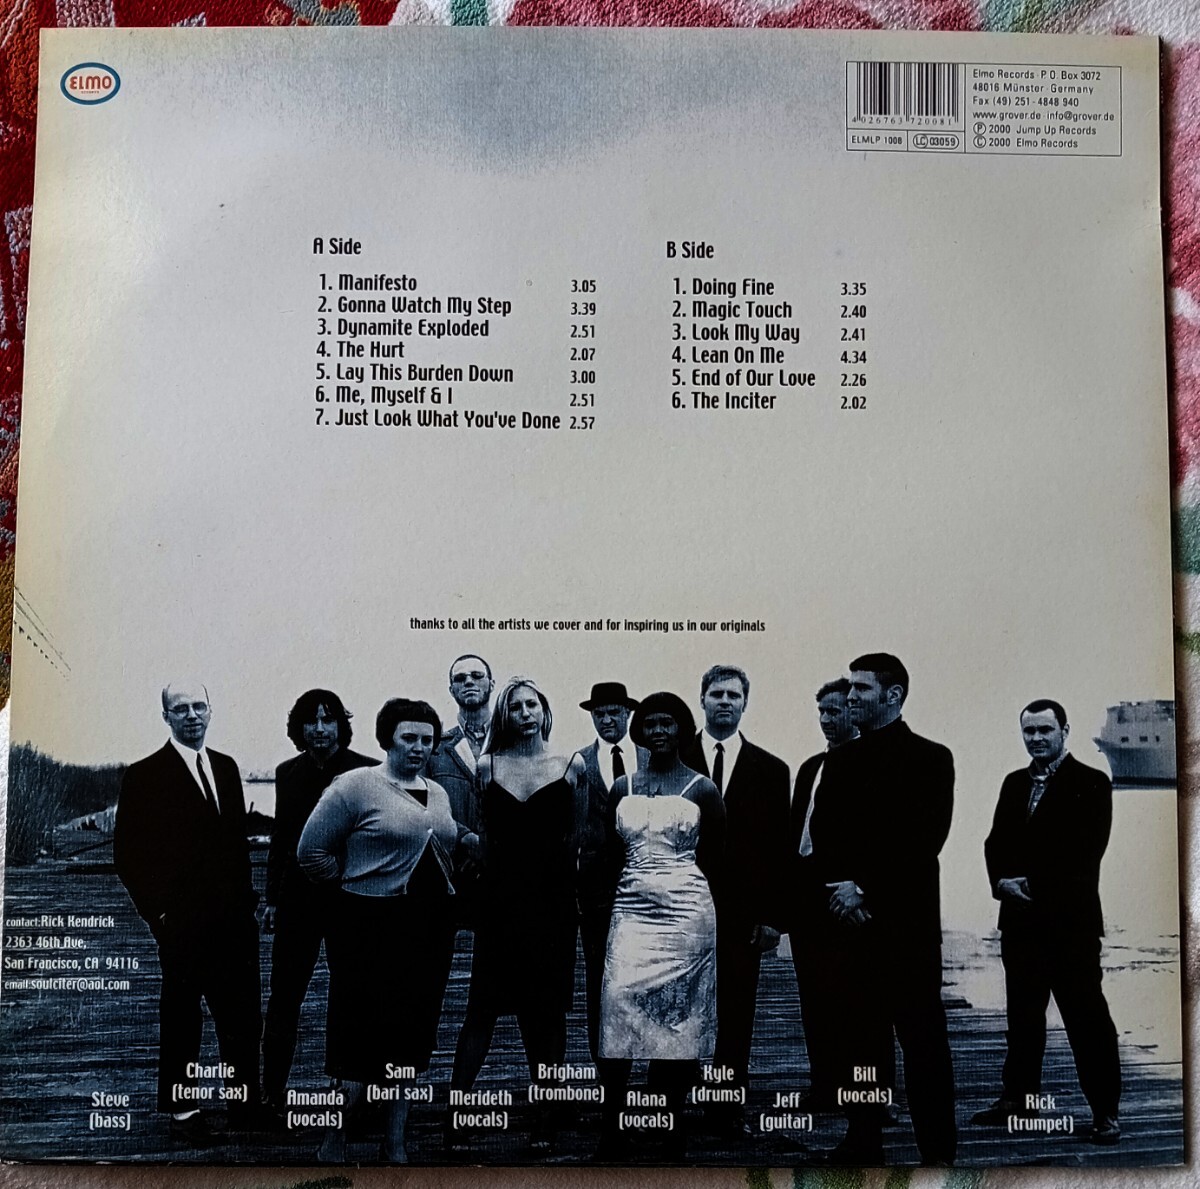 ELMO
RECORDS
4 026763 720081
ELMLP 1008
LC 03059
Elmo Records · P.O. Box 3072
48016 Münster · Germany
Fax (49) 251 - 4848 940
www.grover.de · info@grover.de
Ⓟ 2000 Jump Up Records
© 2000 Elmo Records
A Side
1. Manifesto 3.05
2. Gonna Watch My Step 3.39
3. Dynamite Exploded 2.51
4. The Hurt 2.07
5. Lay This Burden Down 3.00
6. Me, Myself & I 2.51
7. Just Look What You've Done 2.57
B Side
1. Doing Fine 3.35
2. Magic Touch 2.40
3. Look My Way 2.41
4. Lean On Me 4.34
5. End of Our Love 2.26
6. The Inciter 2.02
thanks to all the artists we cover and for inspiring us in our originals
contact:Rick Kendrick
2363 46th Ave,
San Francisco, CA 94116
email:soulciter@aol.com
Steve
(bass)
Charlie
(tenor sax)
Amanda
(vocals)
Sam
(bari sax)
Merideth
(vocals)
Brigham
(trombone)
Alana
(vocals)
Kyle
(drums)
Jeff
(guitar)
Bill
(vocals)
Rick
(trumpet)